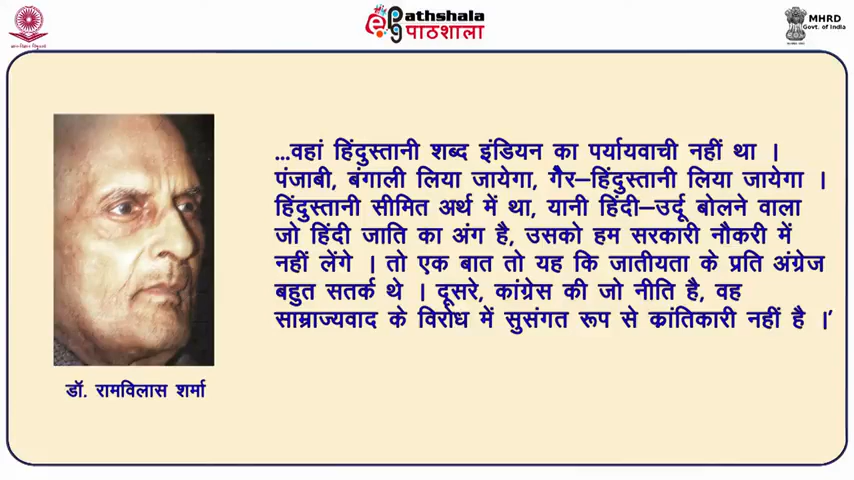 Pathshala
पाठशाला
MHRD
Govt. of India
...वहां हिंदुस्तानी शब्द इंडियन का पर्यायवाची नहीं था ।
पंजाबी, बंगाली लिया जायेगा, गैर–हिंदुस्तानी लिया जायेगा ।
हिंदुस्तानी सीमित अर्थ में था, यानी हिंदी–उर्दू बोलने वाला
जो हिंदी जाति का अंग है, उसको हम सरकारी नौकरी में
नहीं लेंगे । तो एक बात तो यह कि जातीयता के प्रति अंग्रेज
बहुत सतर्क थे । दूसरे, कांग्रेस की जो नीति है, वह
साम्राज्यवाद के विरोध में सुसंगत रूप से क्रांतिकारी नहीं है ।’
डॉ. रामविलास शर्मा